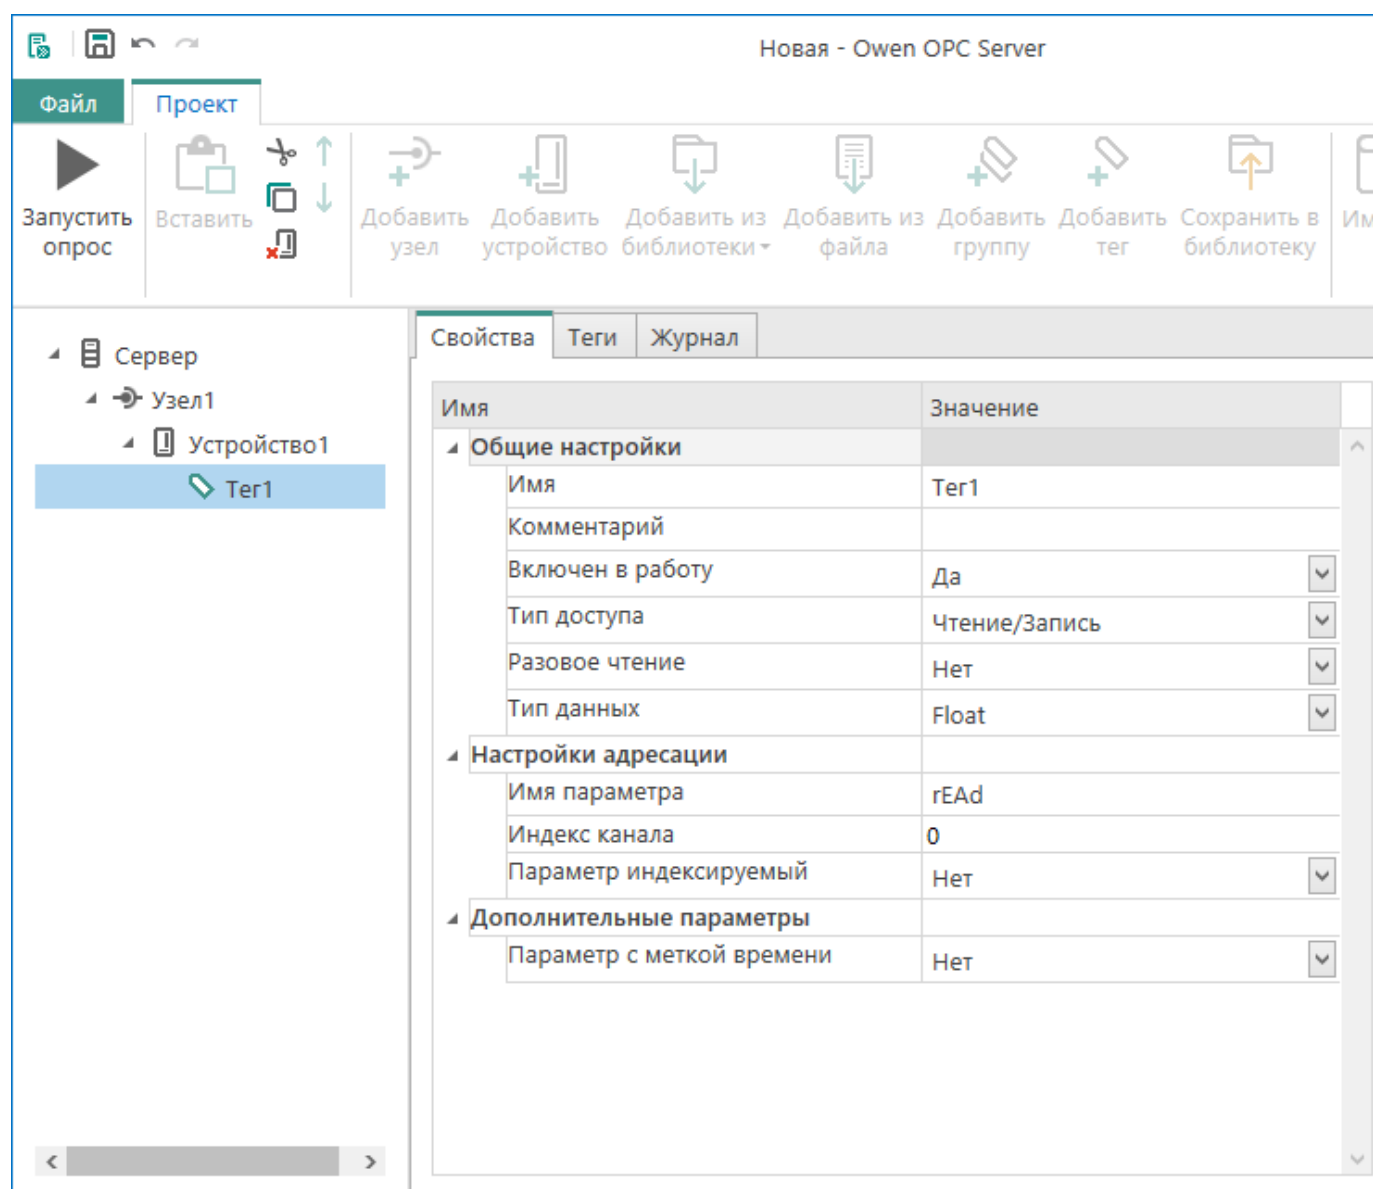 Новая - Owen OPC Server
Файл
Проект
Запустить опрос
Вставить
Добавить узел
Добавить устройство
Добавить из библиотеки
Добавить из файла
Добавить группу
Добавить тег
Сохранить в библиотеку
Сервер
Узел1
Устройство1
Тег1
Свойства
Теги
Журнал
Имя Значение
Общие настройки
Имя Тег1
Комментарий
Включен в работу Да
Тип доступа Чтение/Запись
Разовое чтение Нет
Тип данных Float
Настройки адресации
Имя параметра rEAd
Индекс канала 0
Параметр индексируемый Нет
Дополнительные параметры
Параметр с меткой времени Нет